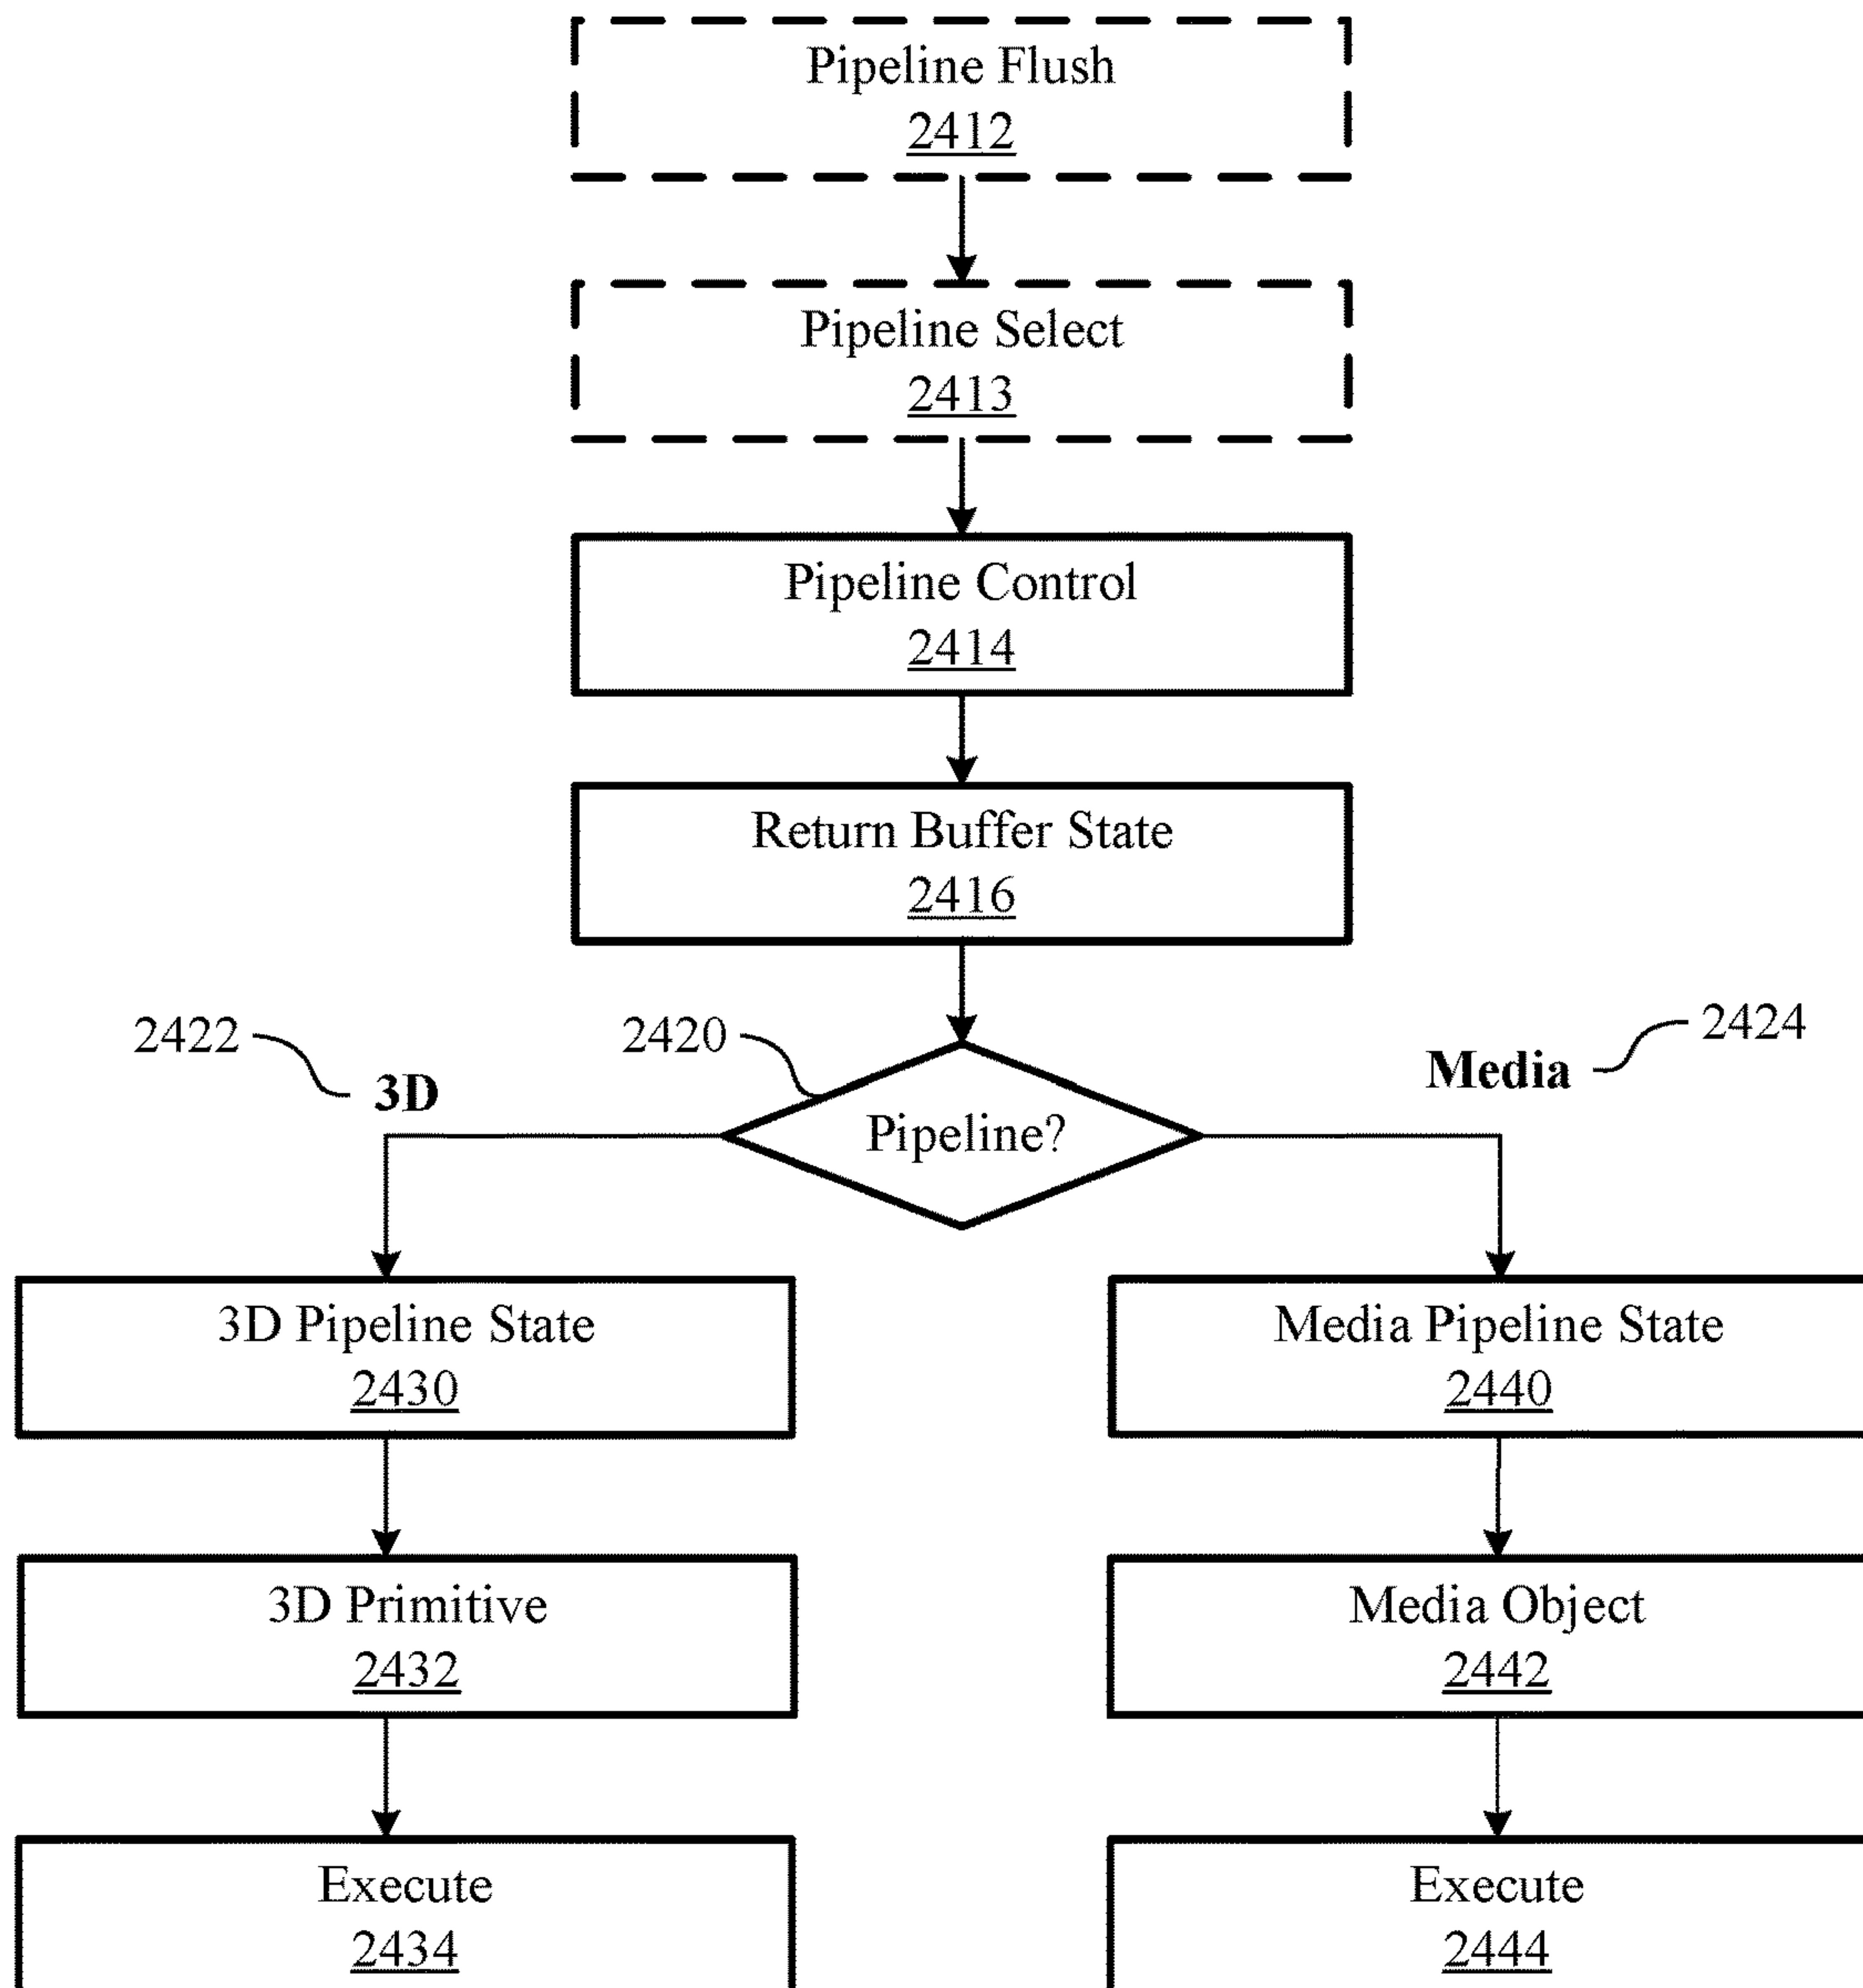 Pipeline Flush
2412
Pipeline Select
2413
Pipeline Control
2414
Return Buffer State
2416
2422
3D
2420
Pipeline?
Media
2424
3D Pipeline State
2430
Media Pipeline State
2440
3D Primitive
2432
Media Object
2442
Execute
2434
Execute
2444